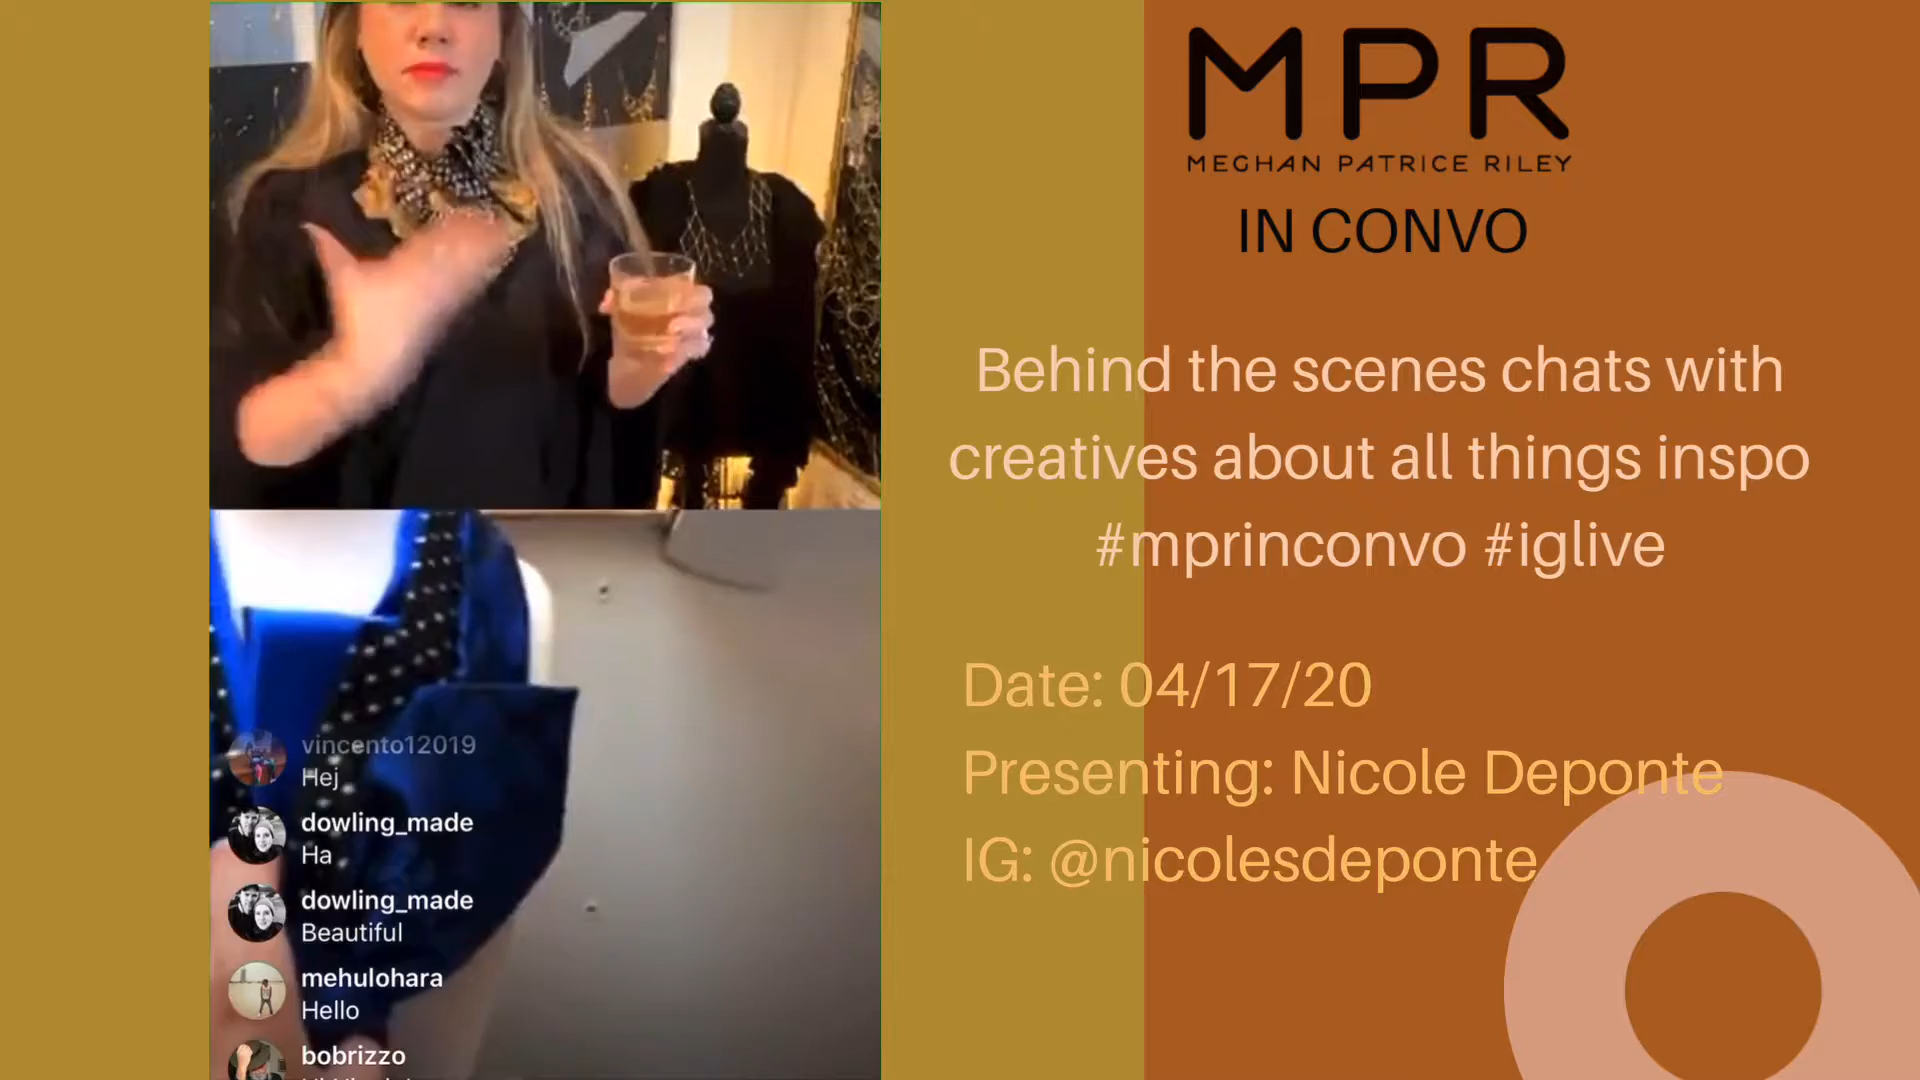 MPR
MEGHAN PATRICE RILEY
IN CONVO
Behind the scenes chats with
creatives about all things inspo
#mprinconvo #iglive
Date: 04/17/20
Presenting: Nicole Deponte
IG: @nicolesdeponte
vincento12019
Hej
dowling_made
Ha
dowling_made
Beautiful
mehulohara
Hello
bobrizzo